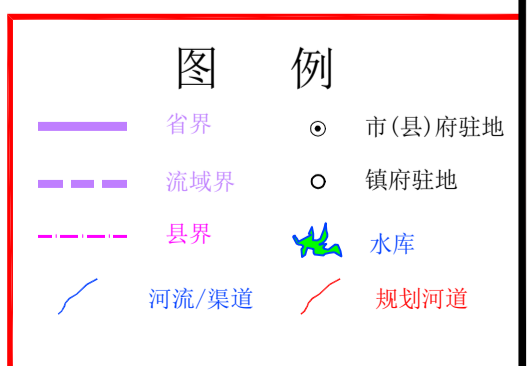 图 例
省界 市(县)府驻地
流域界 镇府驻地
县界 水库
河流/渠道 规划河道